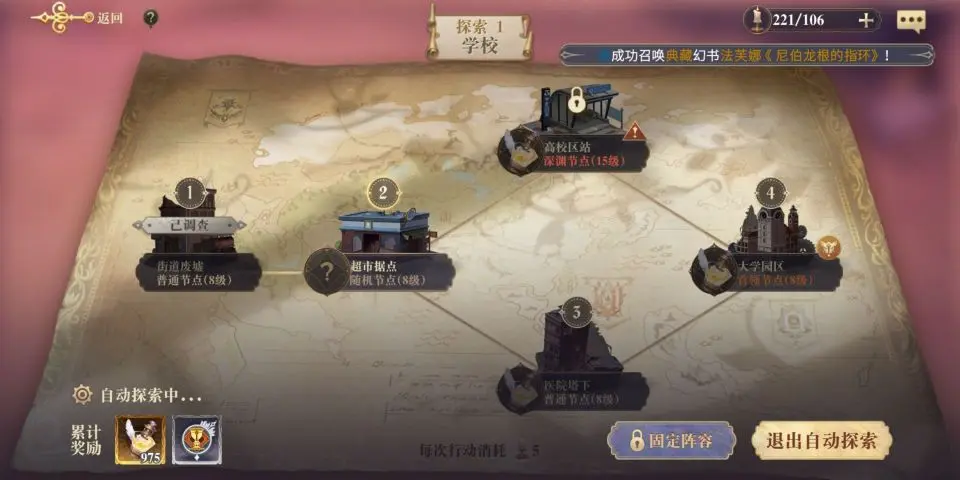 返回
?
探索 1
学校
221/106
成功召唤典藏幻书法芙娜《尼伯龙根的指环》!
高校区站
深渊节点(15级)
1
已调查
街道废墟
普通节点(8级)
2
?
超市据点
随机节点(8级)
4
大学园区
首领节点(8级)
3
医院塔下
普通节点(8级)
自动探索中...
累计
奖励
975
每次行动消耗 5
固定阵容
退出自动探索